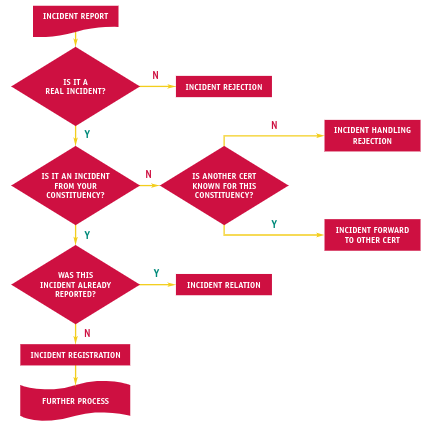 INCIDENT REPORT
IS IT A
REAL INCIDENT?
N
INCIDENT REJECTION
Y
IS IT AN INCIDENT
FROM YOUR
CONSTITUENCY?
N
IS ANOTHER CERT
KNOWN FOR THIS
CONSTITUENCY?
N
INCIDENT HANDLING
REJECTION
Y
INCIDENT FORWARD
TO OTHER CERT
Y
WAS THIS
INCIDENT ALREADY
REPORTED?
Y
INCIDENT RELATION
N
INCIDENT REGISTRATION
FURTHER PROCESS